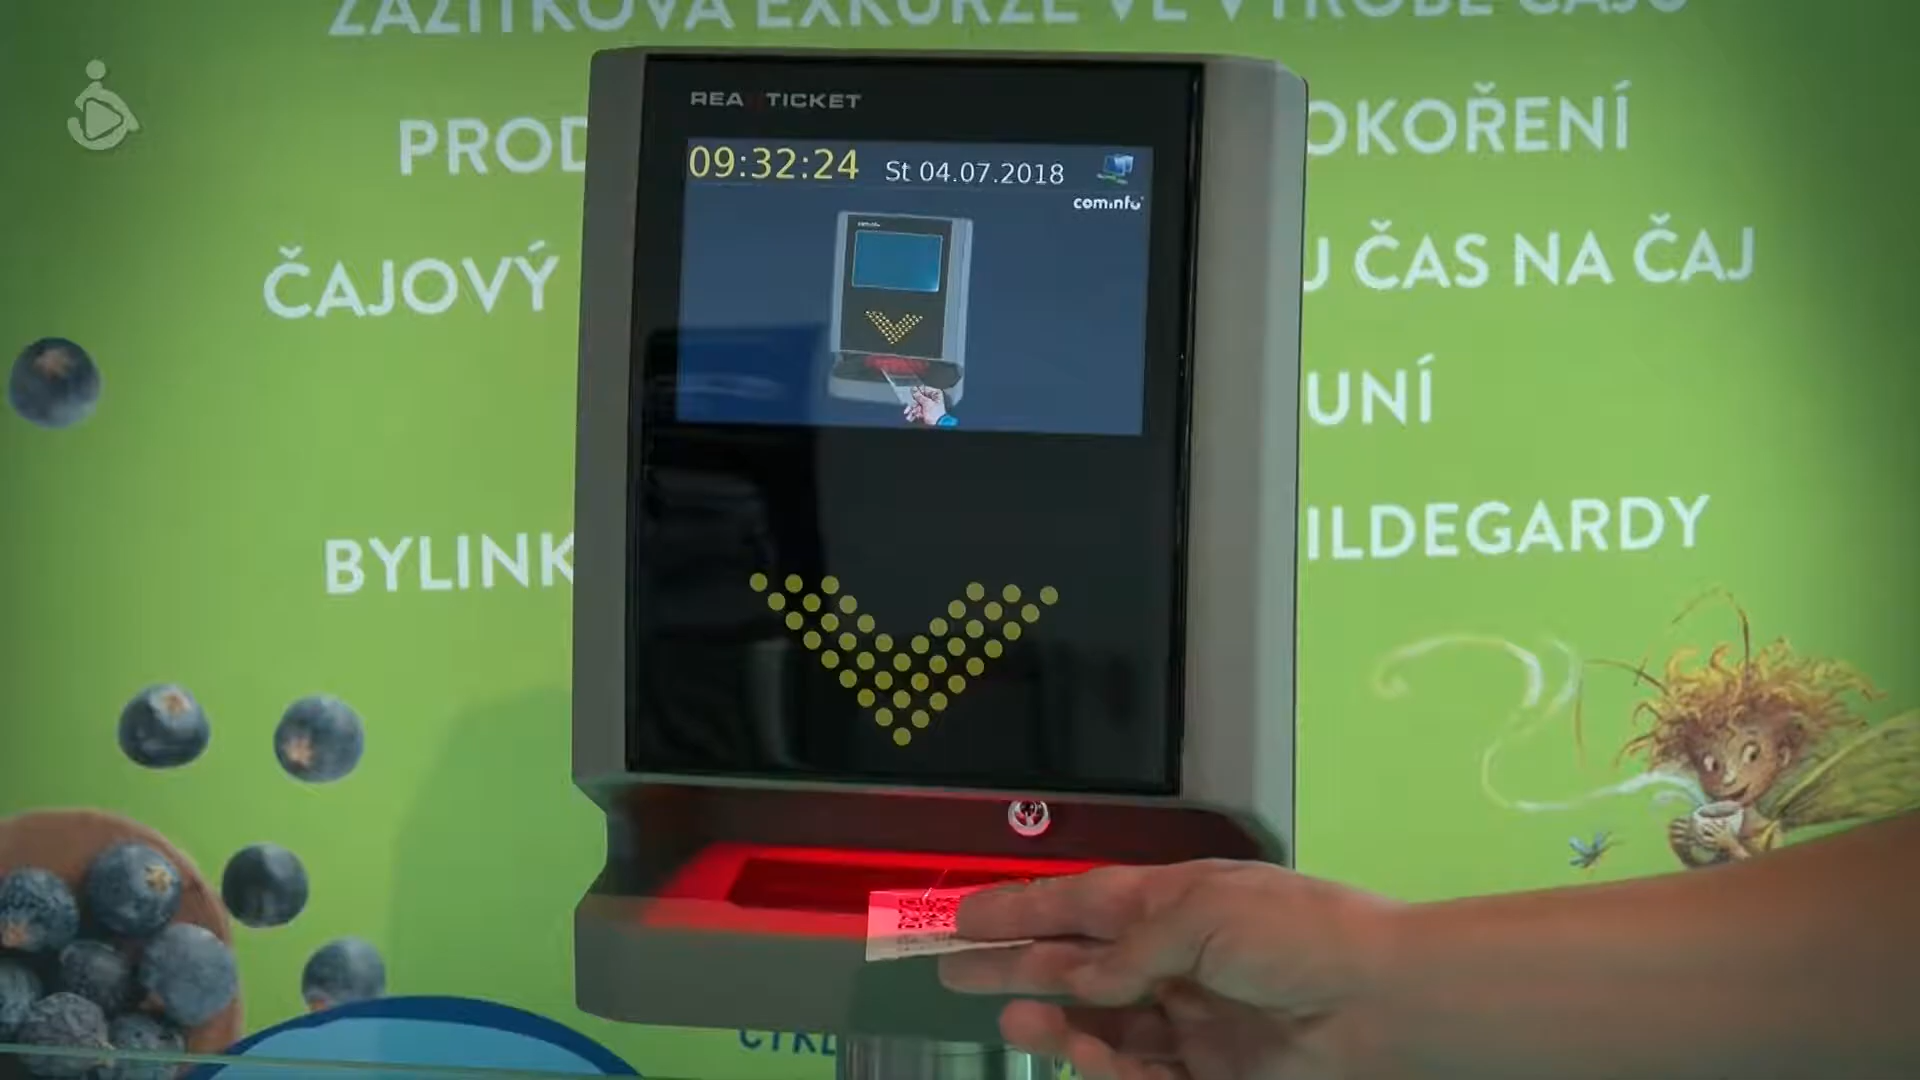 ZÁŽITKOVÁ EXKURZE VE VÝROBĚ ČAJŮ
REA TICKET
09:32:24 St 04.07.2018
cominfo
PROD OKOŘENÍ
ČAJOVÝ U ČAS NA ČAJ
UNÍ
BYLINK ILDEGARDY